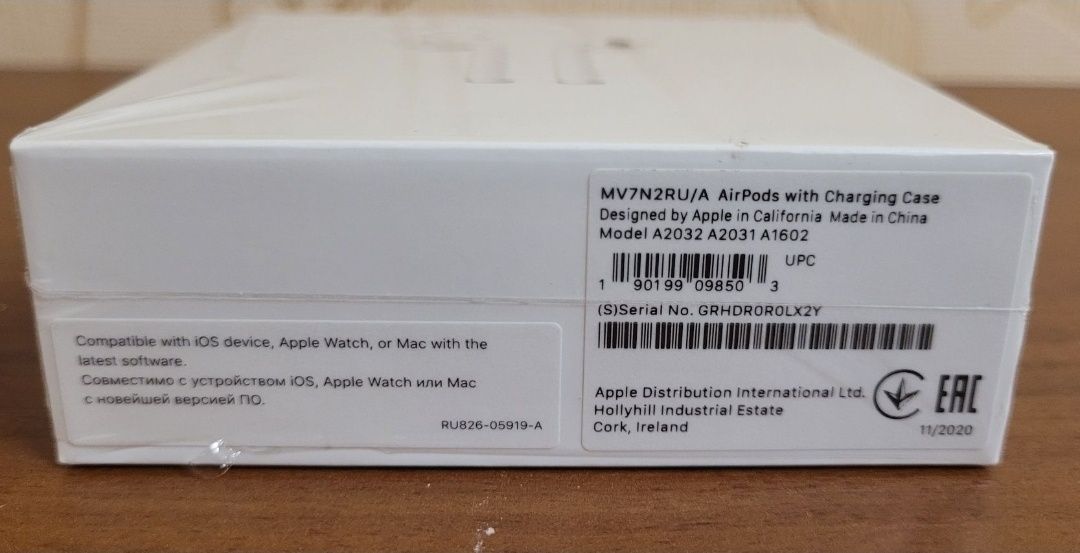 MV7N2RU/A AirPods with Charging Case
Designed by Apple in California Made in China
Model A2032 A2031 A1602
UPC
1 90199 09850 3
(S)Serial No. GRHDR0R0LX2Y
Apple Distribution International Ltd.
Hollyhill Industrial Estate
Cork, Ireland
EAC
11/2020
Compatible with iOS device, Apple Watch, or Mac with the
latest software.
Совместимо с устройством iOS, Apple Watch или Mac
с новейшей версией ПО.
RU826-05919-A